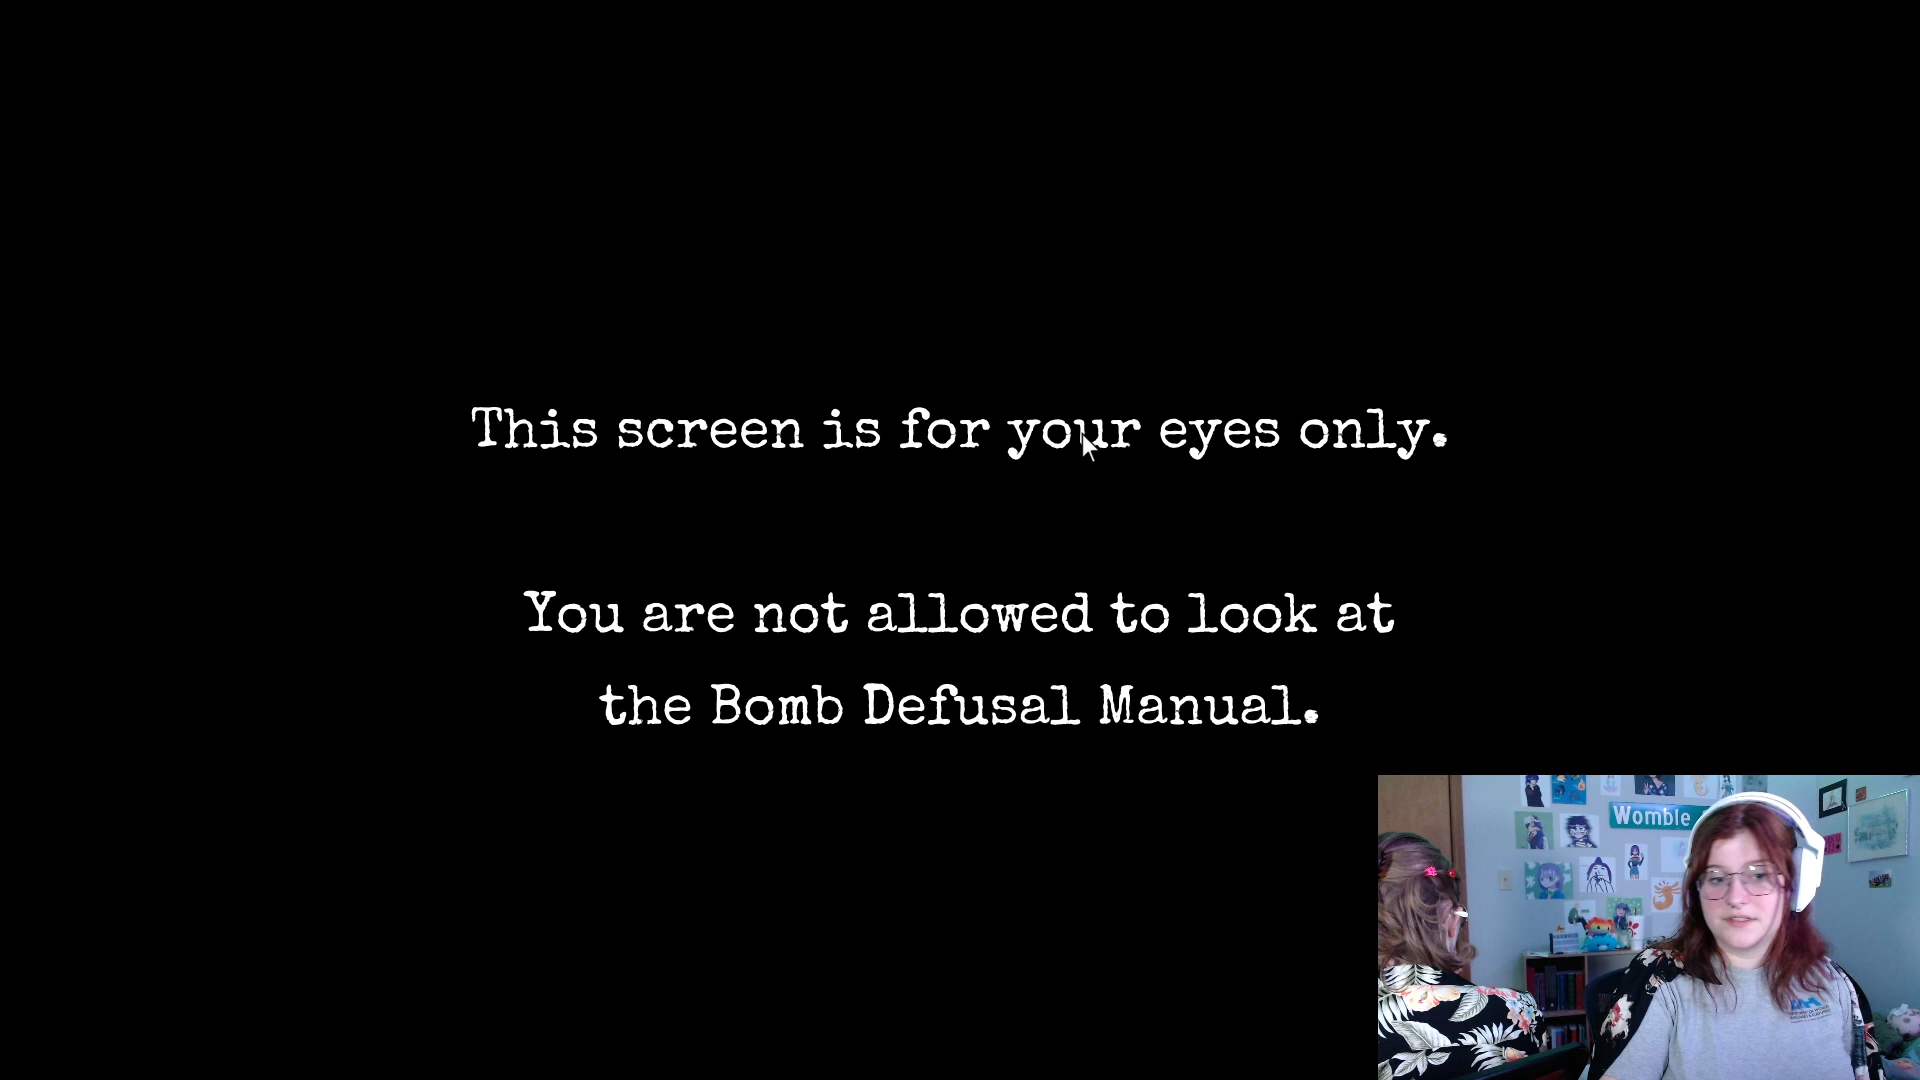 This screen is for your eyes only.
You are not allowed to look at
the Bomb Defusal Manual.
Womble